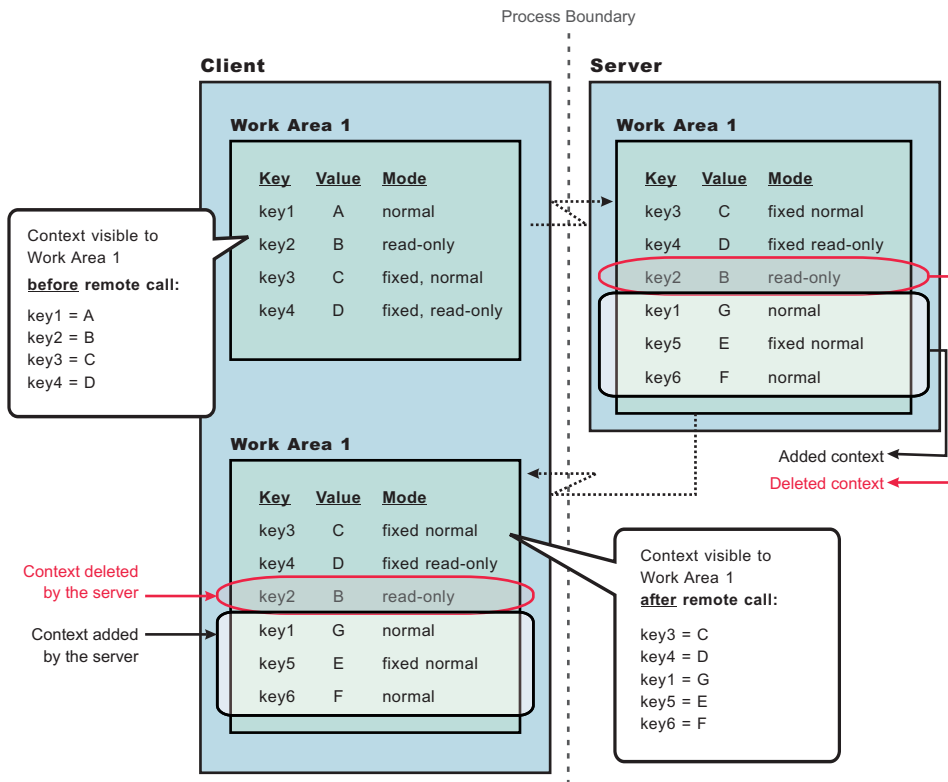 Process Boundary
Client
Server
Work Area 1
Key Value Mode
key1 A normal
key2 B read-only
key3 C fixed, normal
key4 D fixed, read-only
Context visible to
Work Area 1
before remote call:
key1 = A
key2 = B
key3 = C
key4 = D
Work Area 1
Key Value Mode
key3 C fixed normal
key4 D fixed read-only
key2 B read-only
key1 G normal
key5 E fixed normal
key6 F normal
Added context
Deleted context
Work Area 1
Key Value Mode
key3 C fixed normal
key4 D fixed read-only
key2 B read-only
key1 G normal
key5 E fixed normal
key6 F normal
Context deleted
by the server
Context added
by the server
Context visible to
Work Area 1
after remote call:
key3 = C
key4 = D
key1 = G
key5 = E
key6 = F